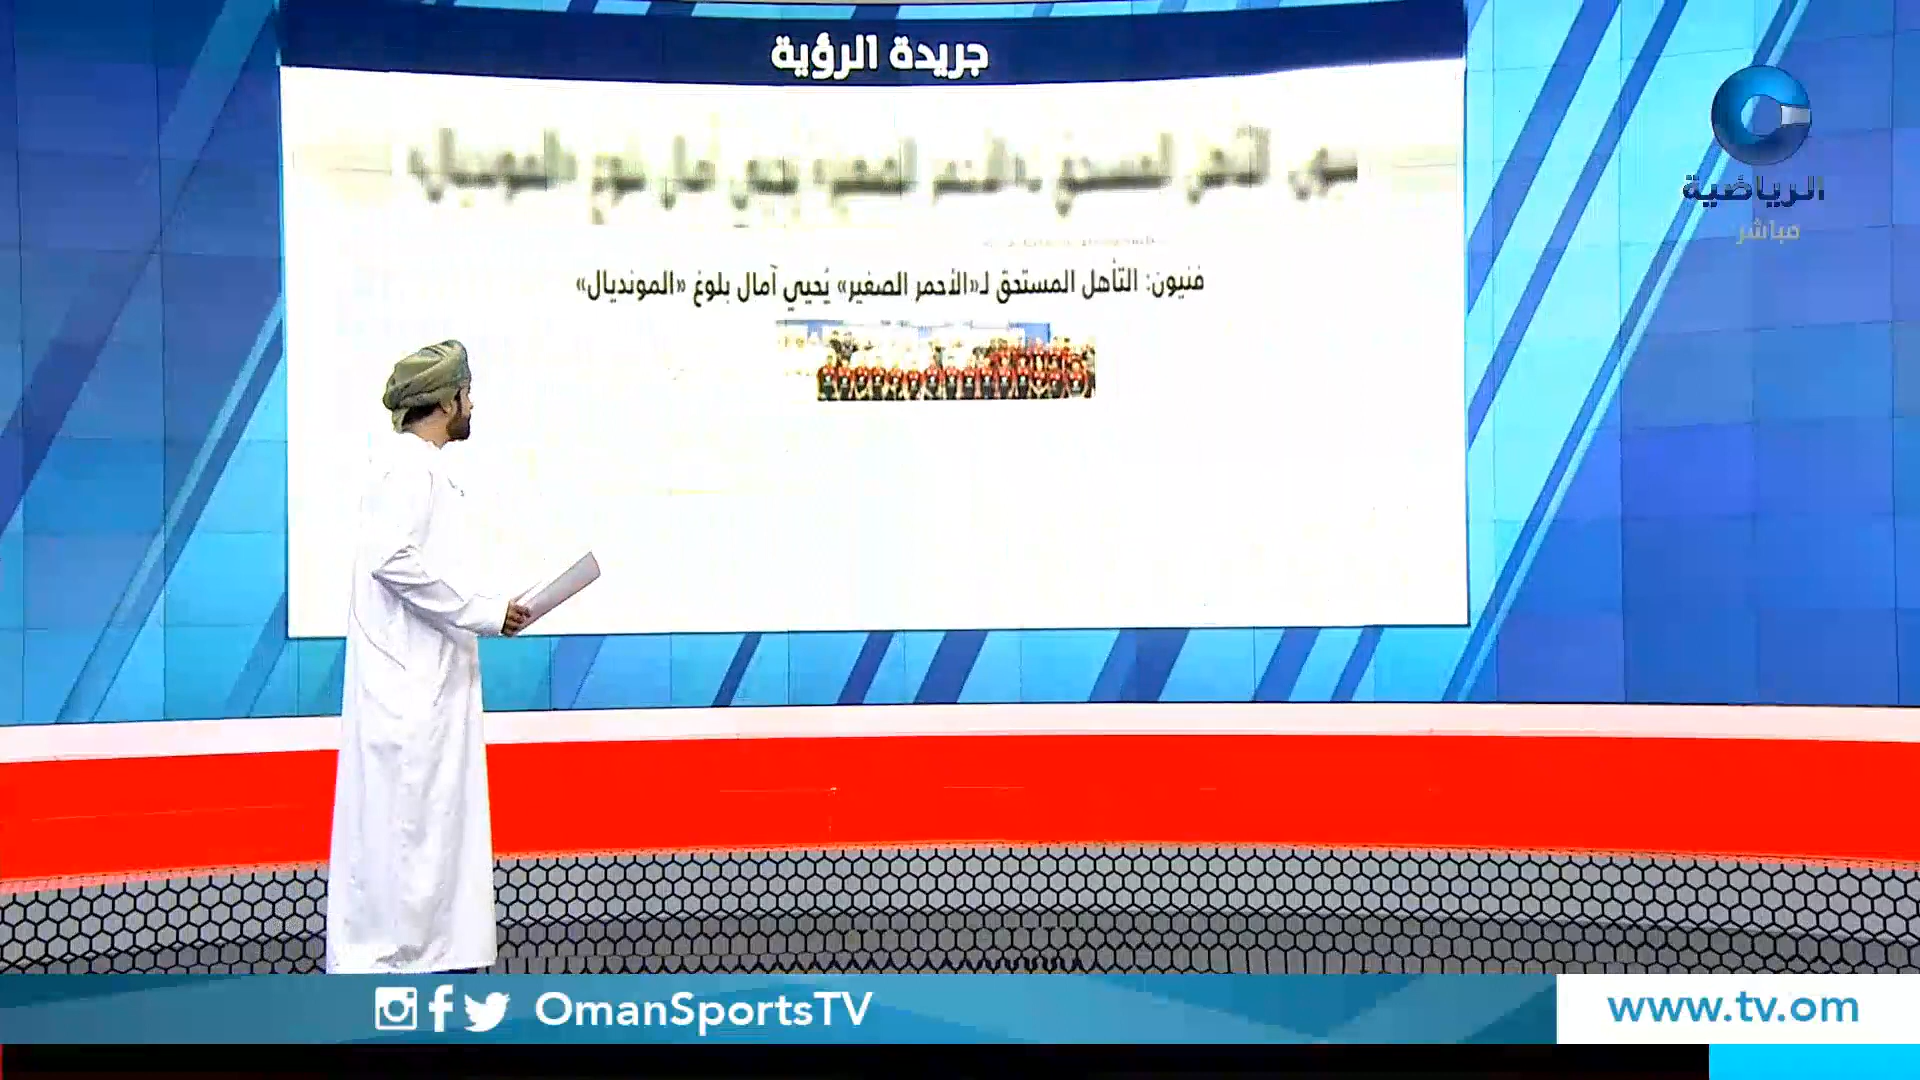 جريدة الرؤية
الرياضية
مباشر
فنيون: التأهل المستحق لـ«الأحمر الصغير» يُحيي آمال بلوغ «المونديال»
OmanSportsTV
www.tv.om